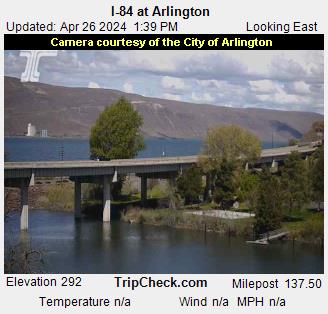 I-84 at Arlington
Updated: Apr 26 2024 1:39 PM Looking East
Camera courtesy of the City of Arlington
Elevation 292 TripCheck.com Milepost 137.50
Temperature n/a Wind n/a MPH n/a